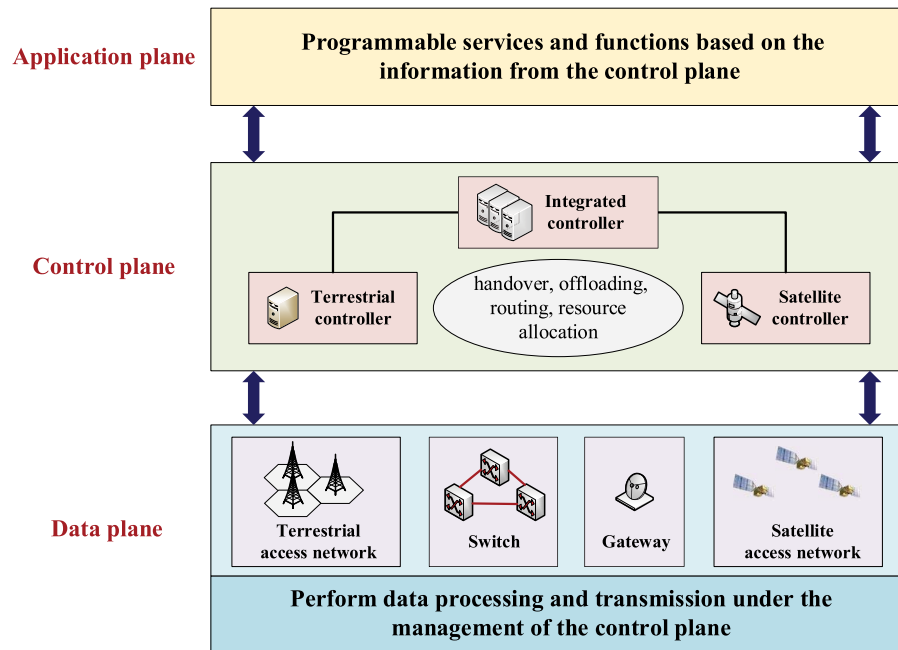 Application plane
Programmable services and functions based on the
information from the control plane
Control plane
Integrated
controller
Terrestrial
controller
handover, offloading,
routing, resource
allocation
Satellite
controller
Data plane
Terrestrial
access network
Switch
Gateway
Satellite
access network
Perform data processing and transmission under the
management of the control plane